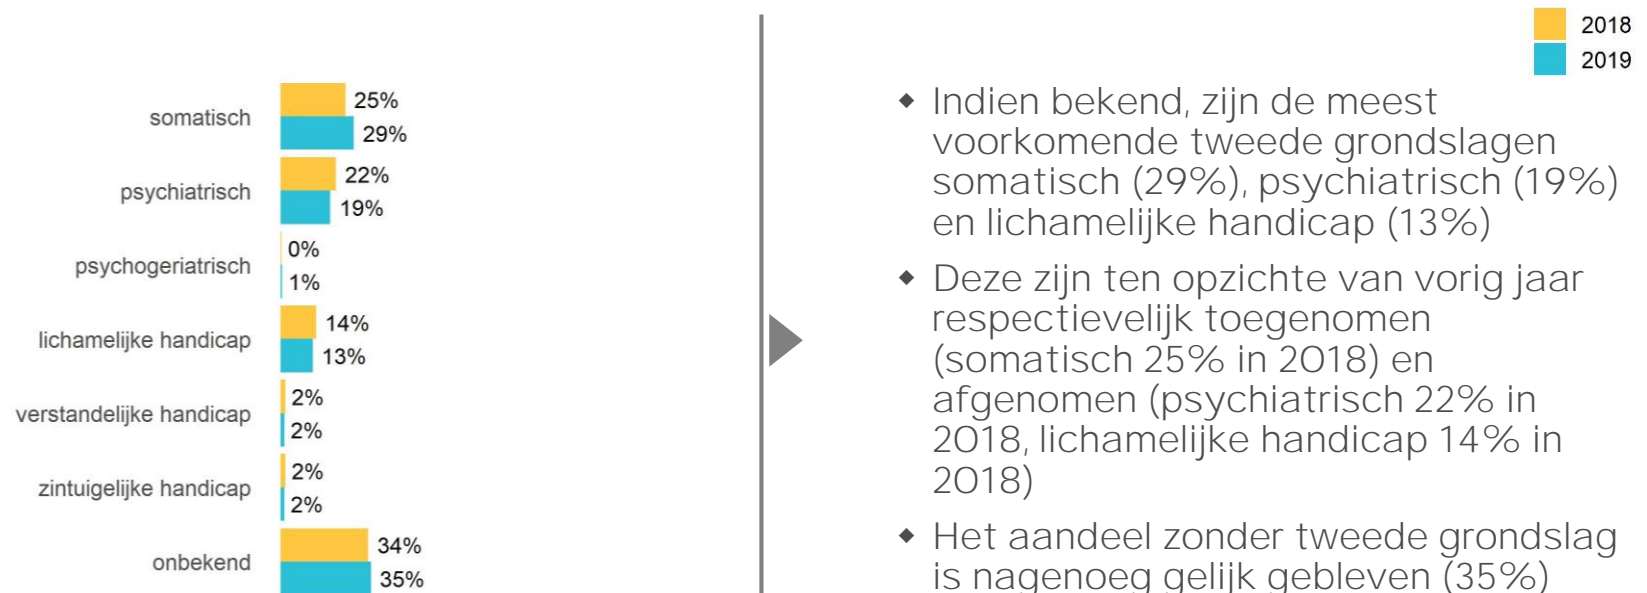 2018
2019
somatisch
25%
29%
psychiatrisch
22%
19%
psychogeriatrisch
0%
1%
lichamelijke handicap
14%
13%
verstandelijke handicap
2%
2%
zintuigelijke handicap
2%
2%
onbekend
34%
35%
◆ Indien bekend, zijn de meest
voorkomende tweede grondslagen
somatisch (29%), psychiatrisch (19%)
en lichamelijke handicap (13%)
◆ Deze zijn ten opzichte van vorig jaar
respectievelijk toegenomen
(somatisch 25% in 2018) en
afgenomen (psychiatrisch 22% in
2018, lichamelijke handicap 14% in
2018)
◆ Het aandeel zonder tweede grondslag
is nagenoeg gelijk gebleven (35%)